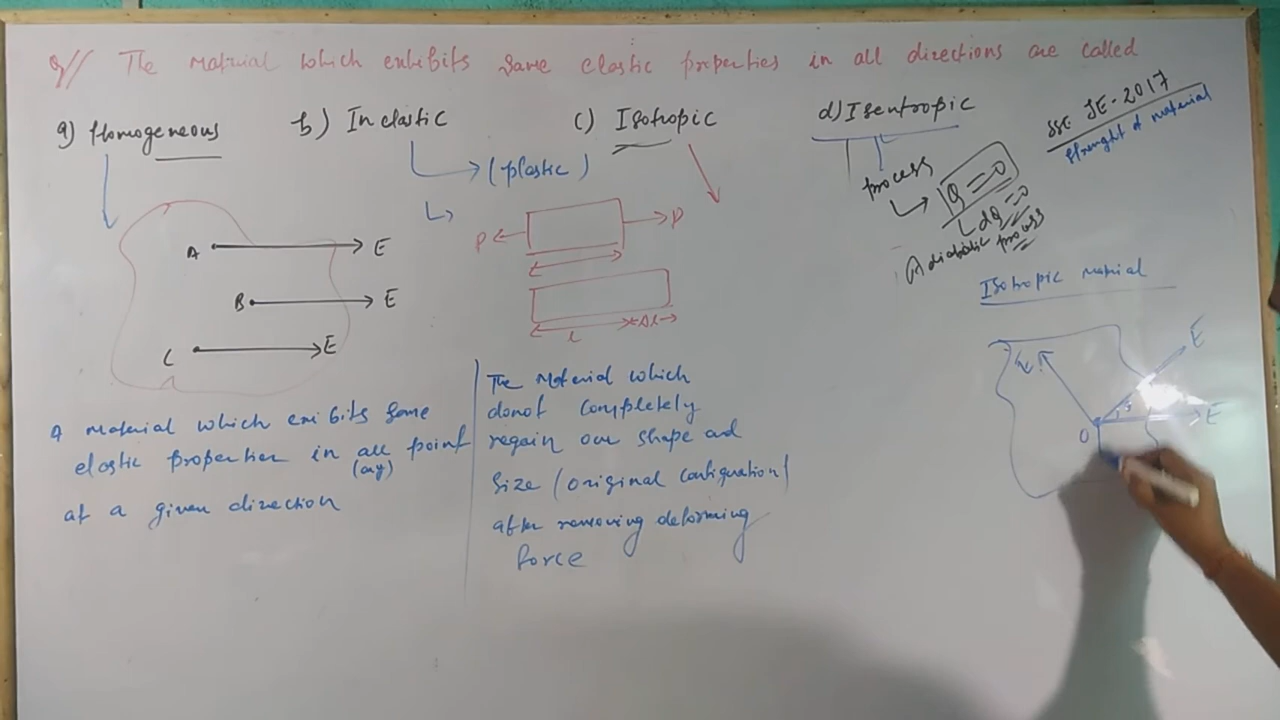 Q// The Material which exhibits same elastic properties in all directions are called
a) Homogeneous b) Inelastic c) Isotropic d) Isentropic
SSC JE-2017
Strenght of material
(plastic)
process
Q=0
dq=0
Adiabatic process
A E
B E
C E
P P
L
L Δl
Isotropic material
E
E
O
A material which exibits same
elastic properties in all point
(any)
at a given direction
The Material which
donot completely
regain our shape and
Size (original configuration)
after removing deforming
force